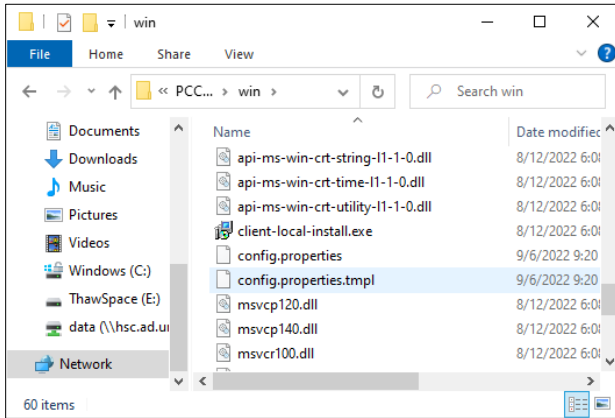 win
File Home Share View
« PCC... › win ›
Search win
Documents
Downloads
Music
Pictures
Videos
Windows (C:)
ThawSpace (E:)
data (\\hsc.ad.u
Network
Name Date modified
api-ms-win-crt-string-l1-1-0.dll 8/12/2022 6:0
api-ms-win-crt-time-l1-1-0.dll 8/12/2022 6:0
api-ms-win-crt-utility-l1-1-0.dll 8/12/2022 6:0
client-local-install.exe 8/12/2022 6:0
config.properties 9/6/2022 9:20
config.properties.tmpl 9/6/2022 9:20
msvcp120.dll 8/12/2022 6:0
msvcp140.dll 8/12/2022 6:0
msvcr100.dll 8/12/2022 6:0
60 items